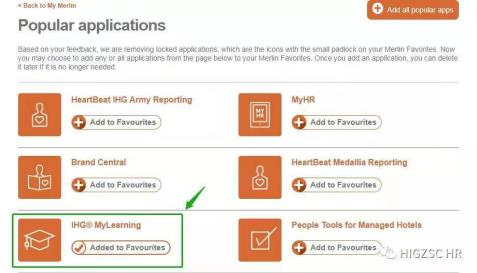 < Back to My Merlin
Add all popular apps
Popular applications
Based on your feedback, we are removing locked applications, which are the icons with the small padlock on your Merlin Favorites. Now
you may choose to add any or all applications from the page below to your Merlin Favorites. Once you add an application, you can delete
it later if it is no longer needed.
HeartBeat IHG Army Reporting
Add to Favourites
MY
HR
MyHR
Add to Favourites
Brand Central
Add to Favourites
HeartBeat Medallia Reporting
Add to Favourites
IHG® MyLearning
Added to Favourites
People Tools for Managed Hotels
Add to Favourites
HIGZSC HR